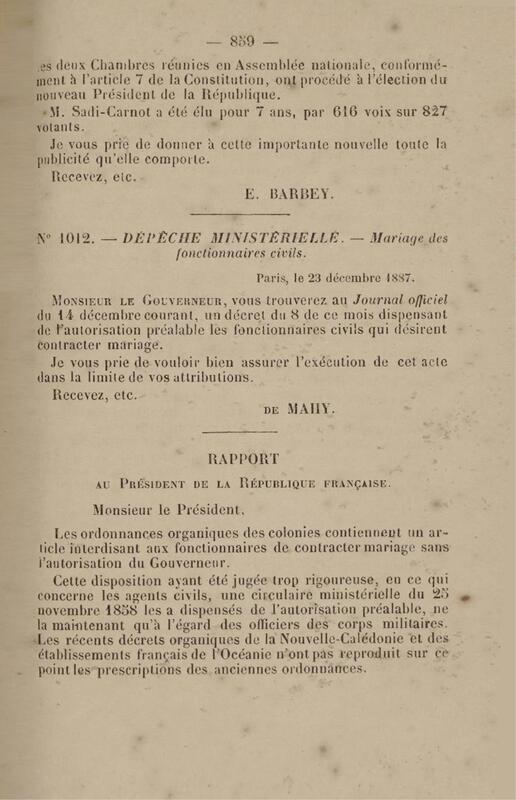 — 859 —
es deux Chambres réunies en Assemblée nationale, conformé-
ment à l'article 7 de la Constitution, ont procédé à l'élection du
nouveau Président de la République.
M. Sadi-Carnot a été élu pour 7 ans, par 616 voix sur 827
votants.
Je vous prie de donner à cette importante nouvelle toute la
publicité qu'elle comporte.
Recevez, etc.
E. BARBEY.
N° 1012. — DÉPÊCHE MINISTÉRIELLE. — Mariage des
fonctionnaires civils.
Paris, le 23 décembre 1887.
MONSIEUR LE GOUVERNEUR, vous trouverez au Journal officiel
du 14 décembre courant, un décret du 8 de ce mois dispensant
de l'autorisation préalable les fonctionnaires civils qui désirent
contracter mariage.
Je vous prie de vouloir bien assurer l'exécution de cet acte
dans la limite de vos attributions.
Recevez, etc.
DE MAHY.
RAPPORT
AU PRÉSIDENT DE LA RÉPUBLIQUE FRANÇAISE.
Monsieur le Président,
Les ordonnances organiques des colonies contiennent un ar-
ticle interdisant aux fonctionnaires de contracter mariage sans
l'autorisation du Gouverneur.
Cette disposition ayant été jugée trop rigoureuse, en ce qui
concerne les agents civils, une circulaire ministérielle du 25
novembre 1858 les a dispensés de l'autorisation préalable, ne
la maintenant qu'à l'égard des officiers des corps militaires.
Les récents décrets organiques de la Nouvelle-Calédonie et des
établissements français de l'Océanie n'ont pas reproduit sur ce
point les prescriptions des anciennes ordonnances.